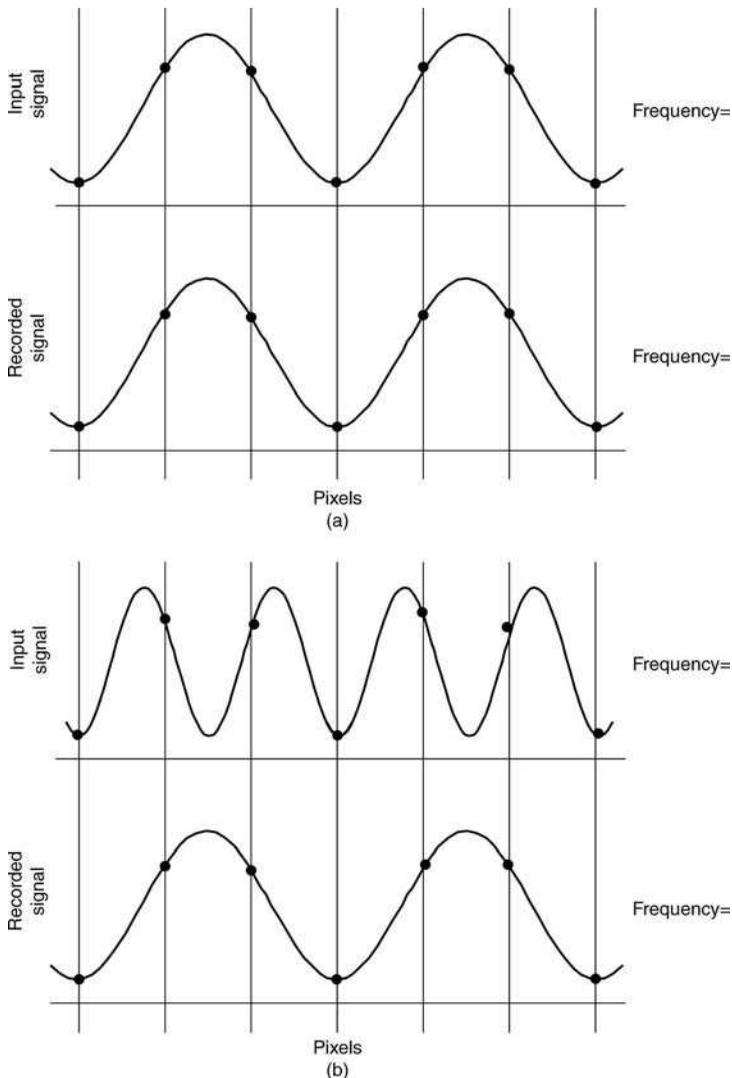 Input
signal
Frequency=
Recorded
signal
Frequency=
Pixels
(a)
Input
signal
Frequency=
Recorded
signal
Frequency=
Pixels
(b)